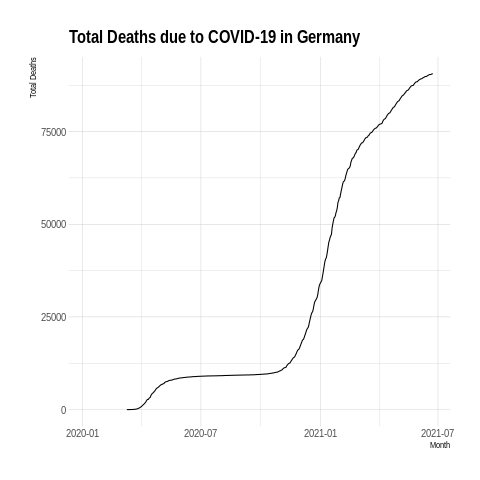 Total Deaths due to COVID-19 in Germany
Total Deaths
75000
50000
25000
0
2020-01 2020-07 2021-01 2021-07
Month